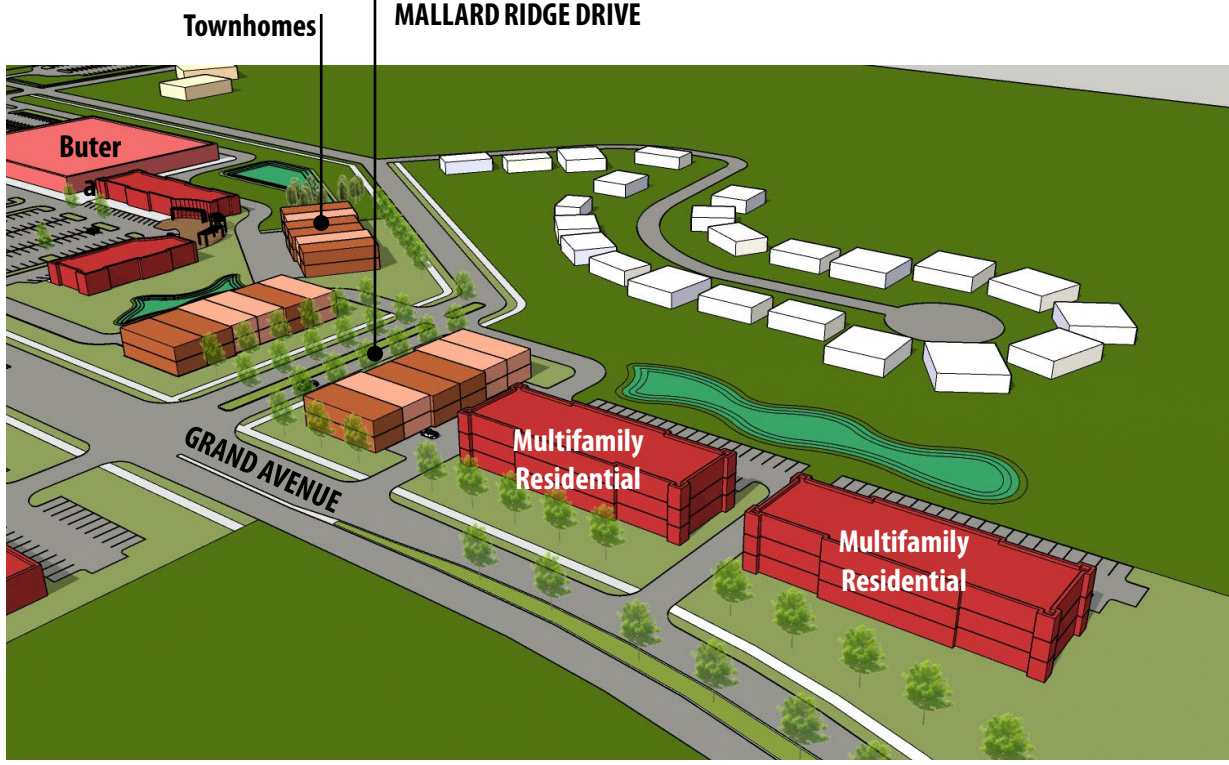 MALLARD RIDGE DRIVE
Townhomes
Buter
a
GRAND AVENUE
Multifamily
Residential
Multifamily
Residential